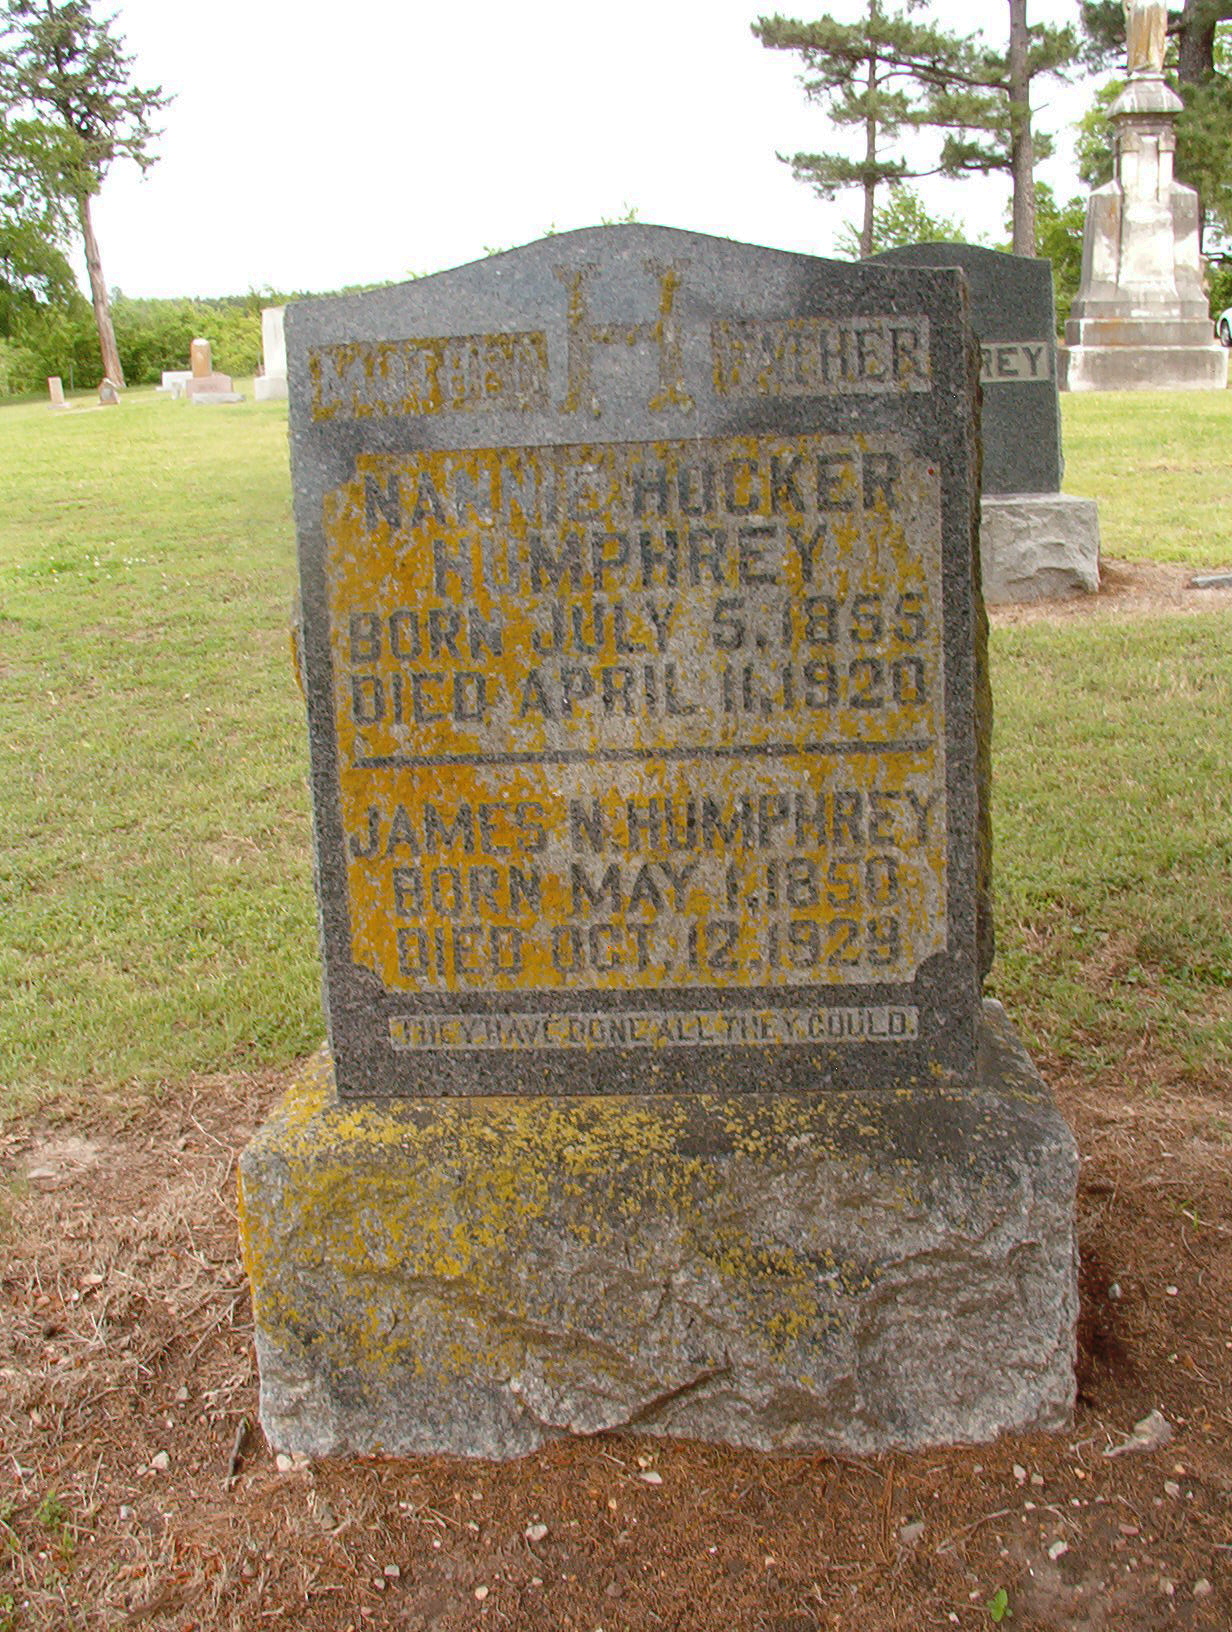 MOTHER H FATHER
NANNIE HUCKER
HUMPHREY
BORN JULY 5, 1855
DIED APRIL 11, 1920
JAMES N. HUMPHREY
BORN MAY 1, 1850
DIED OCT. 12, 1929
THEY HAVE DONE ALL THEY COULD.
REY